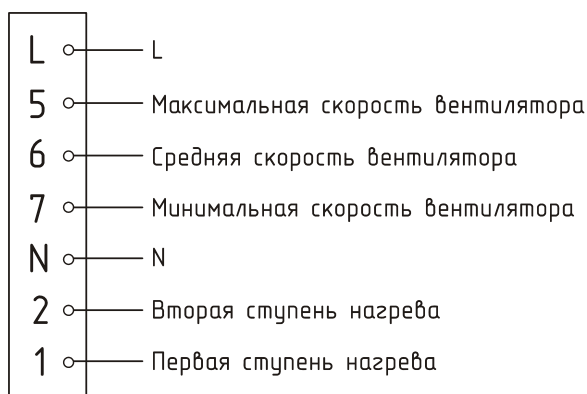 L L
5 Максимальная скорость вентилятора
6 Средняя скорость вентилятора
7 Минимальная скорость вентилятора
N N
2 Вторая ступень нагрева
1 Первая ступень нагрева